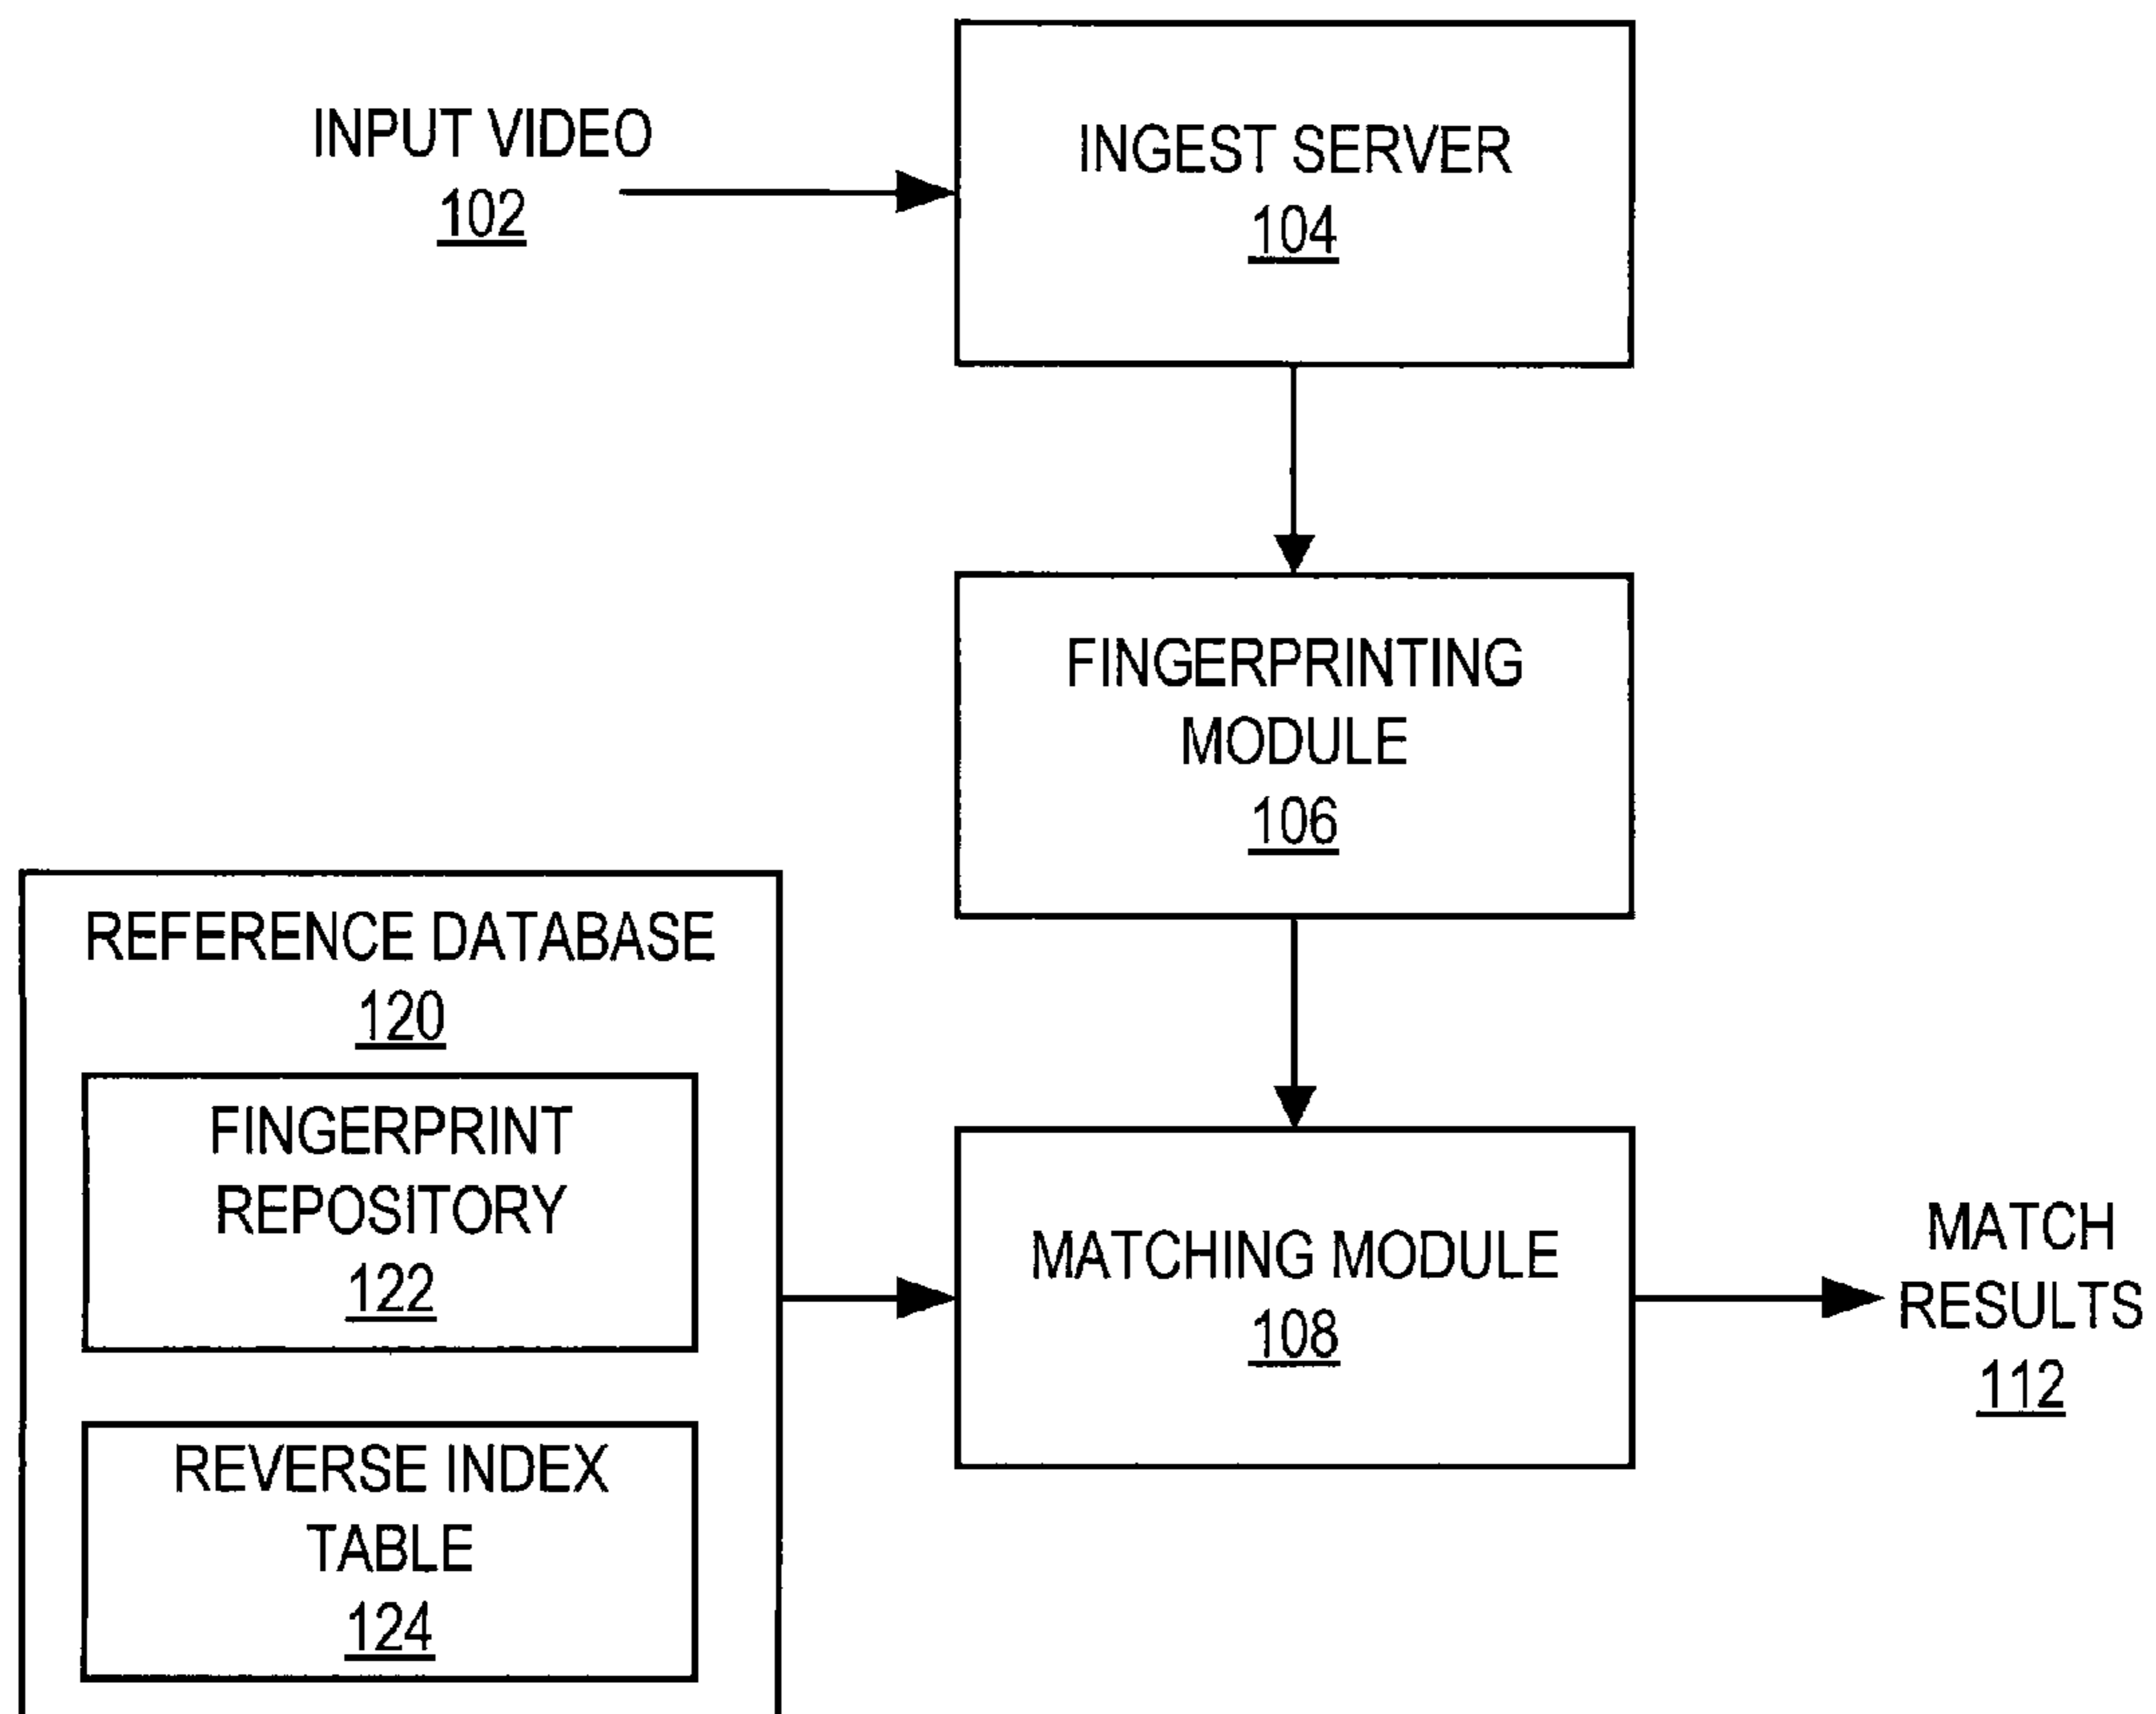 INPUT VIDEO
102
INGEST SERVER
104
FINGERPRINTING
MODULE
106
REFERENCE DATABASE
120
FINGERPRINT
REPOSITORY
122
REVERSE INDEX
TABLE
124
MATCHING MODULE
108
MATCH
RESULTS
112